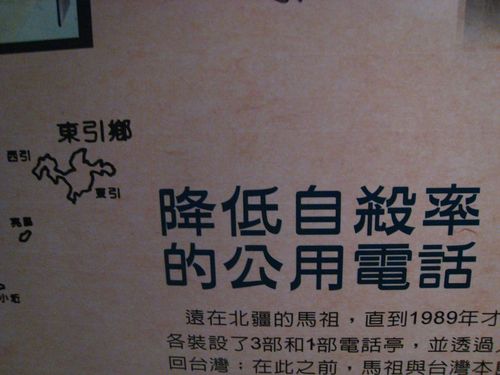 東引鄉
西引
東引
亮島
小坵
降低自殺率
的公用電話
遠在北疆的馬祖，直到1989年才
各裝設了3部和1部電話亭，並透過
回台灣；在此之前，馬祖與台灣本